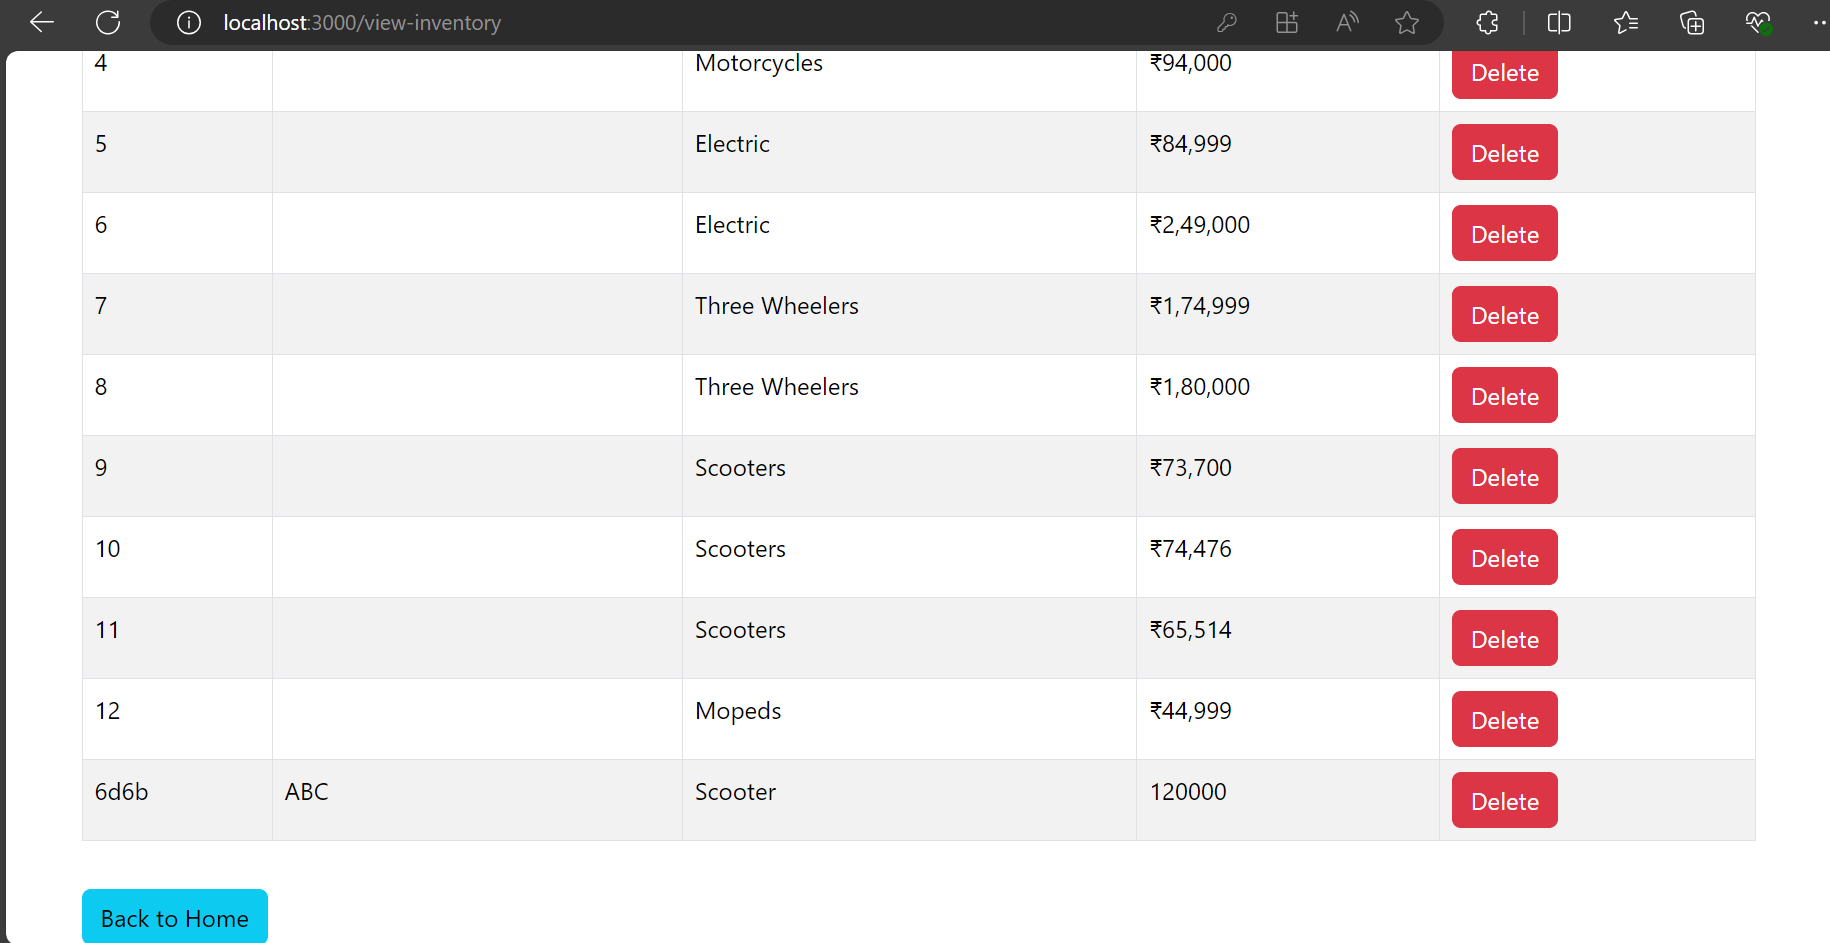 localhost:3000/view-inventory
4 Motorcycles ₹94,000 Delete
5 Electric ₹84,999 Delete
6 Electric ₹2,49,000 Delete
7 Three Wheelers ₹1,74,999 Delete
8 Three Wheelers ₹1,80,000 Delete
9 Scooters ₹73,700 Delete
10 Scooters ₹74,476 Delete
11 Scooters ₹65,514 Delete
12 Mopeds ₹44,999 Delete
6d6b ABC Scooter 120000 Delete
Back to Home